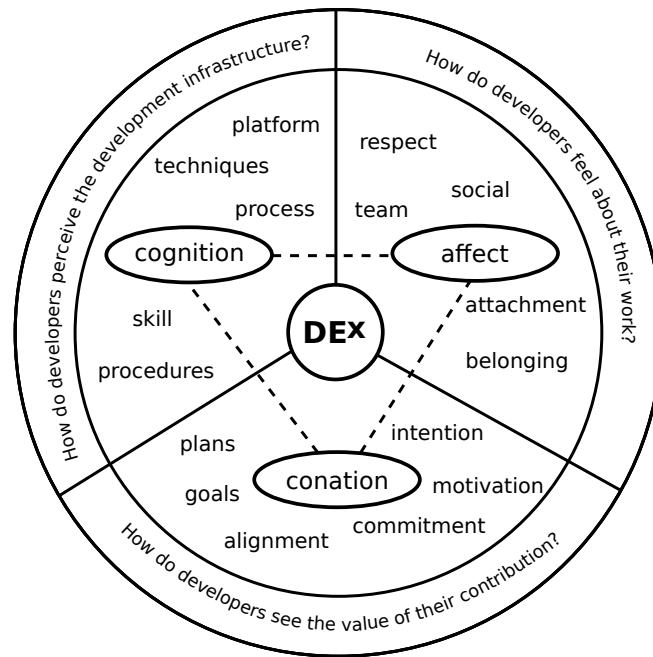 How do developers perceive the development infrastructure?
platform
techniques
process
cognition
skill
procedures
How do developers feel about their work?
respect
social
team
affect
attachment
belonging
DEx
plans
intention
conation
goals
motivation
commitment
alignment
How do developers see the value of their contribution?